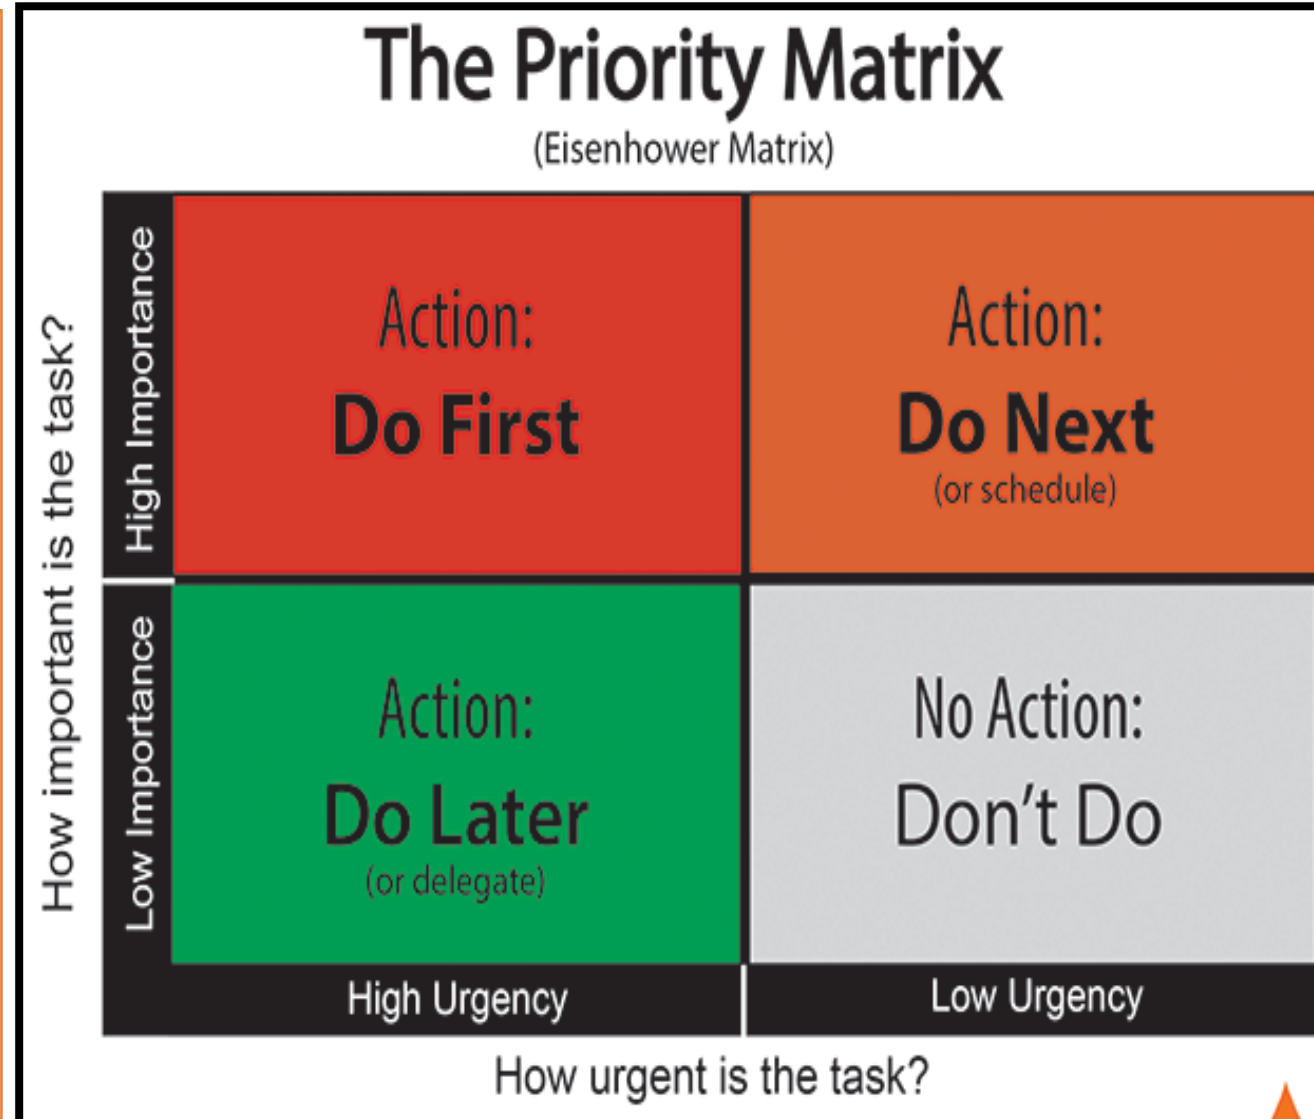 The Priority Matrix
(Eisenhower Matrix)
How important is the task?
High Importance
Action:
Do First
Action:
Do Next
(or schedule)
Low Importance
Action:
Do Later
(or delegate)
No Action:
Don't Do
High Urgency
Low Urgency
How urgent is the task?